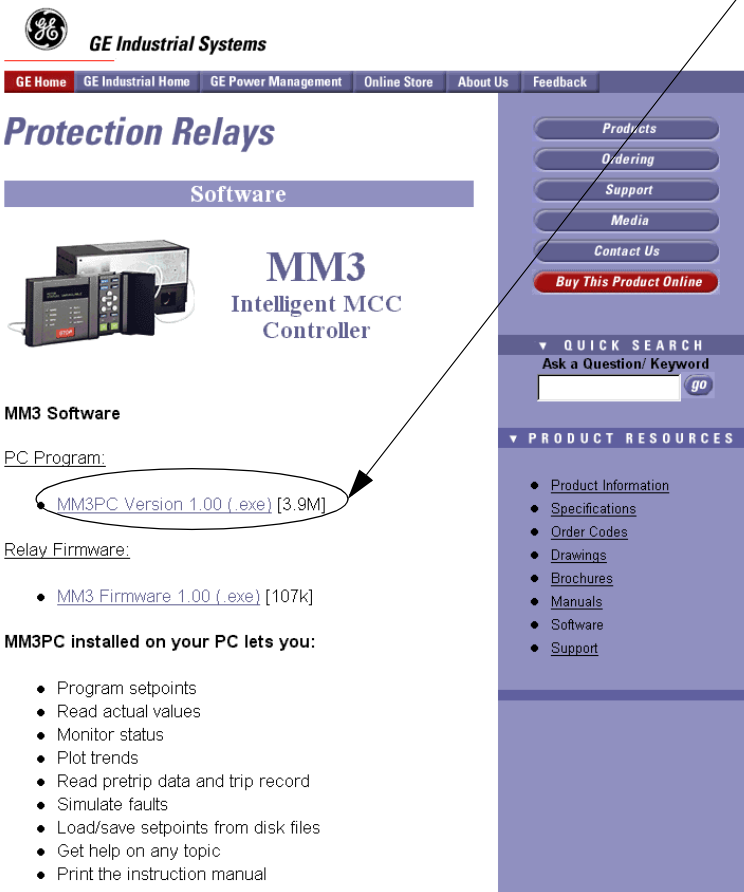 GE Industrial Systems
GE Home GE Industrial Home GE Power Management Online Store About Us Feedback
Protection Relays
Software
MM3
Intelligent MCC
Controller
STOP
MM3 Software
PC Program:
MM3PC Version 1.00 (.exe) [3.9M]
Relay Firmware:
MM3 Firmware 1.00 (.exe) [107k]
MM3PC installed on your PC lets you:
Program setpoints
Read actual values
Monitor status
Plot trends
Read pretrip data and trip record
Simulate faults
Load/save setpoints from disk files
Get help on any topic
Print the instruction manual
Products
Ordering
Support
Media
Contact Us
Buy This Product Online
QUICK SEARCH
Ask a Question/ Keyword
go
PRODUCT RESOURCES
Product Information
Specifications
Order Codes
Drawings
Brochures
Manuals
Software
Support